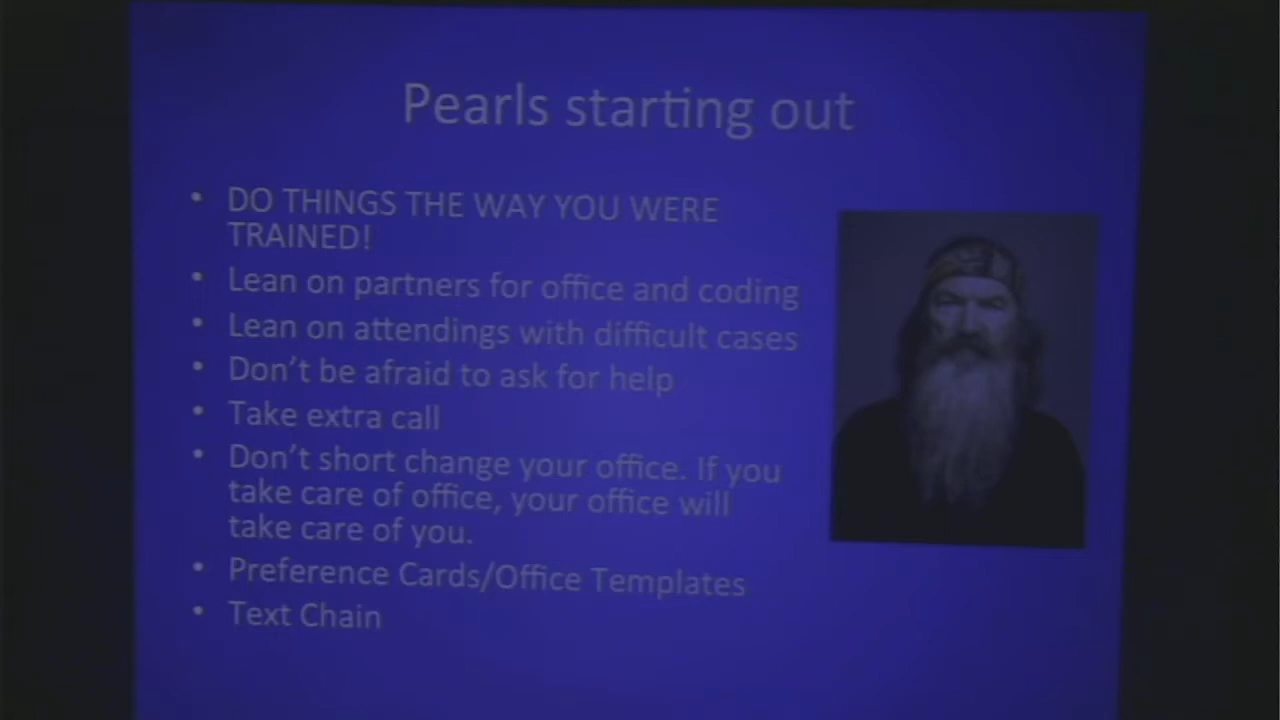 Pearls starting out
• DO THINGS THE WAY YOU WERE
TRAINED!
• Lean on partners for office and coding
• Lean on attendings with difficult cases
• Don't be afraid to ask for help
• Take extra call
• Don't short change your office. If you
take care of office, your office will
take care of you.
• Preference Cards/Office Templates
• Text Chain